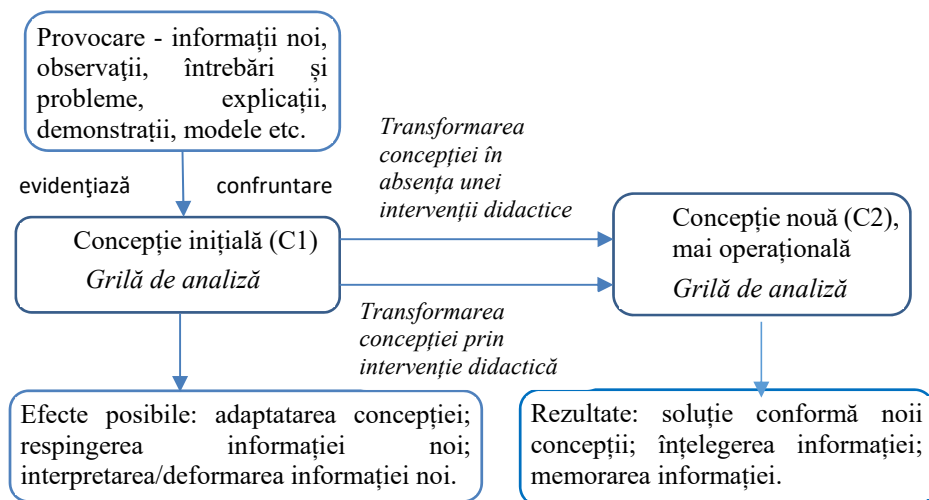 Provocare - informații noi,
observaţii, întrebări și
probleme, explicații,
demonstrații, modele etc.
Transformarea
concepției în
absența unei
intervenții didactice
evidenţiază confruntare
Concepție inițială (C1)
Grilă de analiză
Concepție nouă (C2),
mai operațională
Grilă de analiză
Transformarea
concepției prin
intervenție didactică
Efecte posibile: adaptatarea concepției;
respingerea informației noi;
interpretarea/deformarea informației noi.
Rezultate: soluție conformă noii
concepții; înțelegerea informației;
memorarea informației.